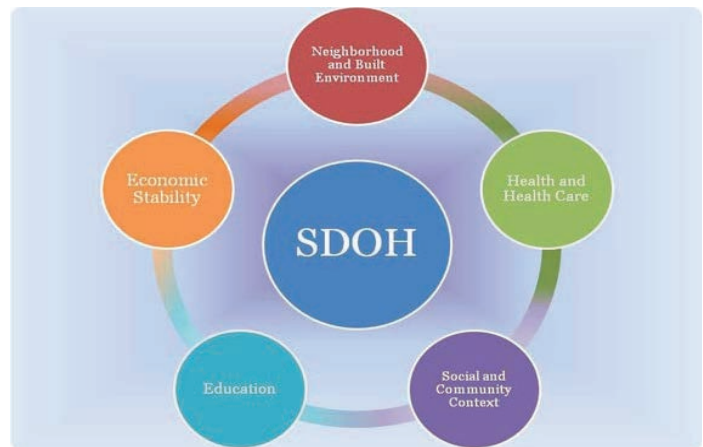 Neighborhood
and Built
Environment
Economic
Stability
Health and
Health Care
SDOH
Education
Social and
Community
Context